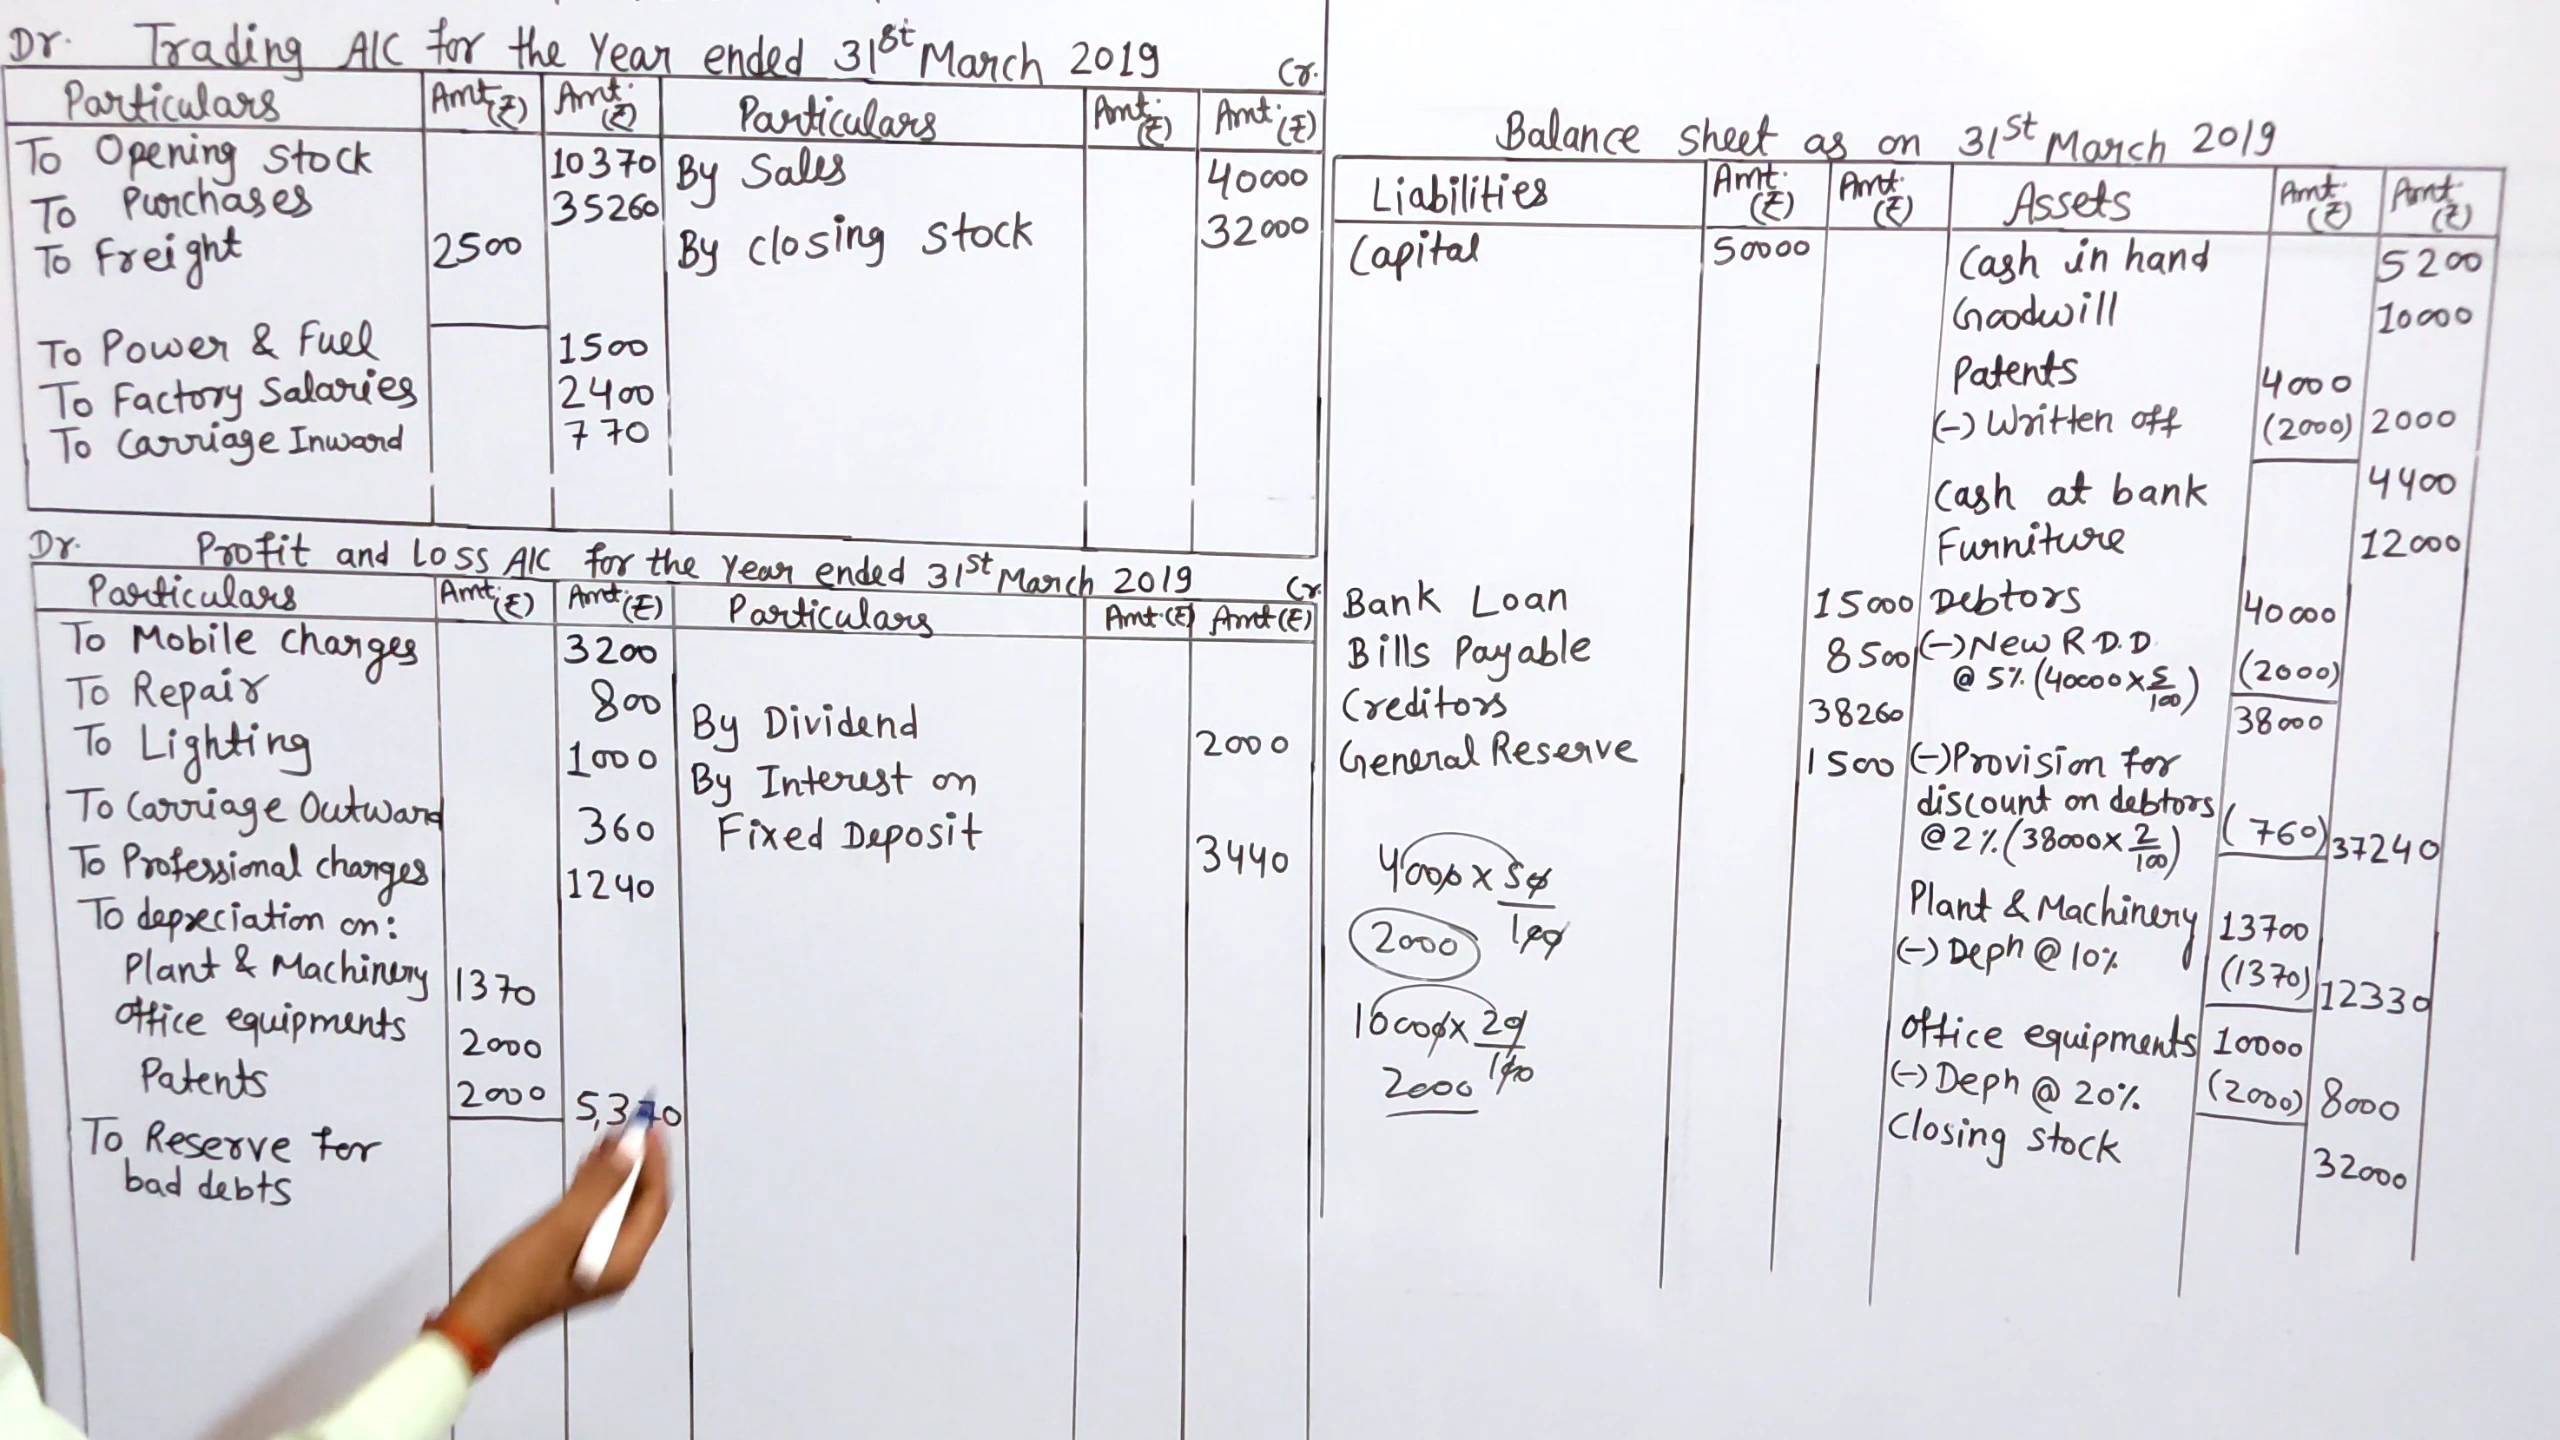 Dr. Trading A/C for the Year ended 31st March 2019 Cr.
Particulars Amt.(₹) Amt.(₹) Particulars Amt.(₹) Amt.(₹)
To Opening Stock 10370 By Sales 40000
To Purchases 35260
To Freight 2500 By Closing Stock 32000
To Power & Fuel 1500
To Factory Salaries 2400
To Carriage Inward 770
Dr. Profit and Loss A/C for the Year ended 31st March 2019 Cr.
Particulars Amt.(₹) Amt.(₹) Particulars Amt.(₹) Amt(₹)
To Mobile Charges 3200
To Repair 800
By Dividend 2000
To Lighting 1000
By Interest on
Fixed Deposit 3440
To Carriage Outward 360
To Professional charges 1240
To depreciation on:
Plant & Machinery 1370
Office equipments 2000
Patents 2000 5,370
To Reserve for
bad debts
Balance Sheet as on 31st March 2019
Liabilities Amt.(₹) Amt.(₹) Assets Amt.(₹) Amt.(₹)
Capital 50000 Cash in hand 5200
Goodwill 10000
Patents 4000
(-) Written off (2000) 2000
Cash at bank 4400
Furniture 12000
Bank Loan 15000 Debtors 40000
Bills Payable 8500 (-) New R.D.D.
@ 5% (40000 × 5/100) (2000)
Creditors 38260 38000
General Reserve 1500 (-) Provision for
discount on debtors
@ 2% (38000 × 2/100) (760) 37240
4000 × 50/100
2000
Plant & Machinery 13700
(-) Deph @ 10% (1370) 12330
10000 × 20/100
2000
Office equipments 10000
(-) Deph @ 20% (2000) 8000
Closing Stock 32000